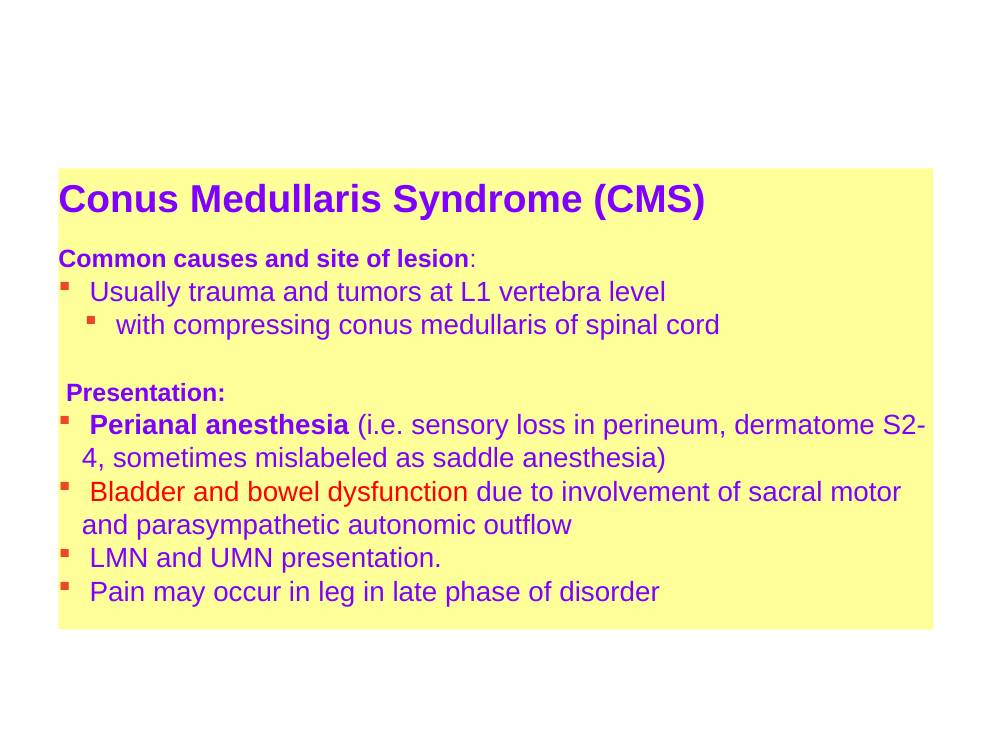 Conus Medullaris Syndrome (CMS)
Common causes and site of lesion:
▪ Usually trauma and tumors at L1 vertebra level
▪ with compressing conus medullaris of spinal cord
Presentation:
▪ Perianal anesthesia (i.e. sensory loss in perineum, dermatome S2-
4, sometimes mislabeled as saddle anesthesia)
▪ Bladder and bowel dysfunction due to involvement of sacral motor
and parasympathetic autonomic outflow
▪ LMN and UMN presentation.
▪ Pain may occur in leg in late phase of disorder